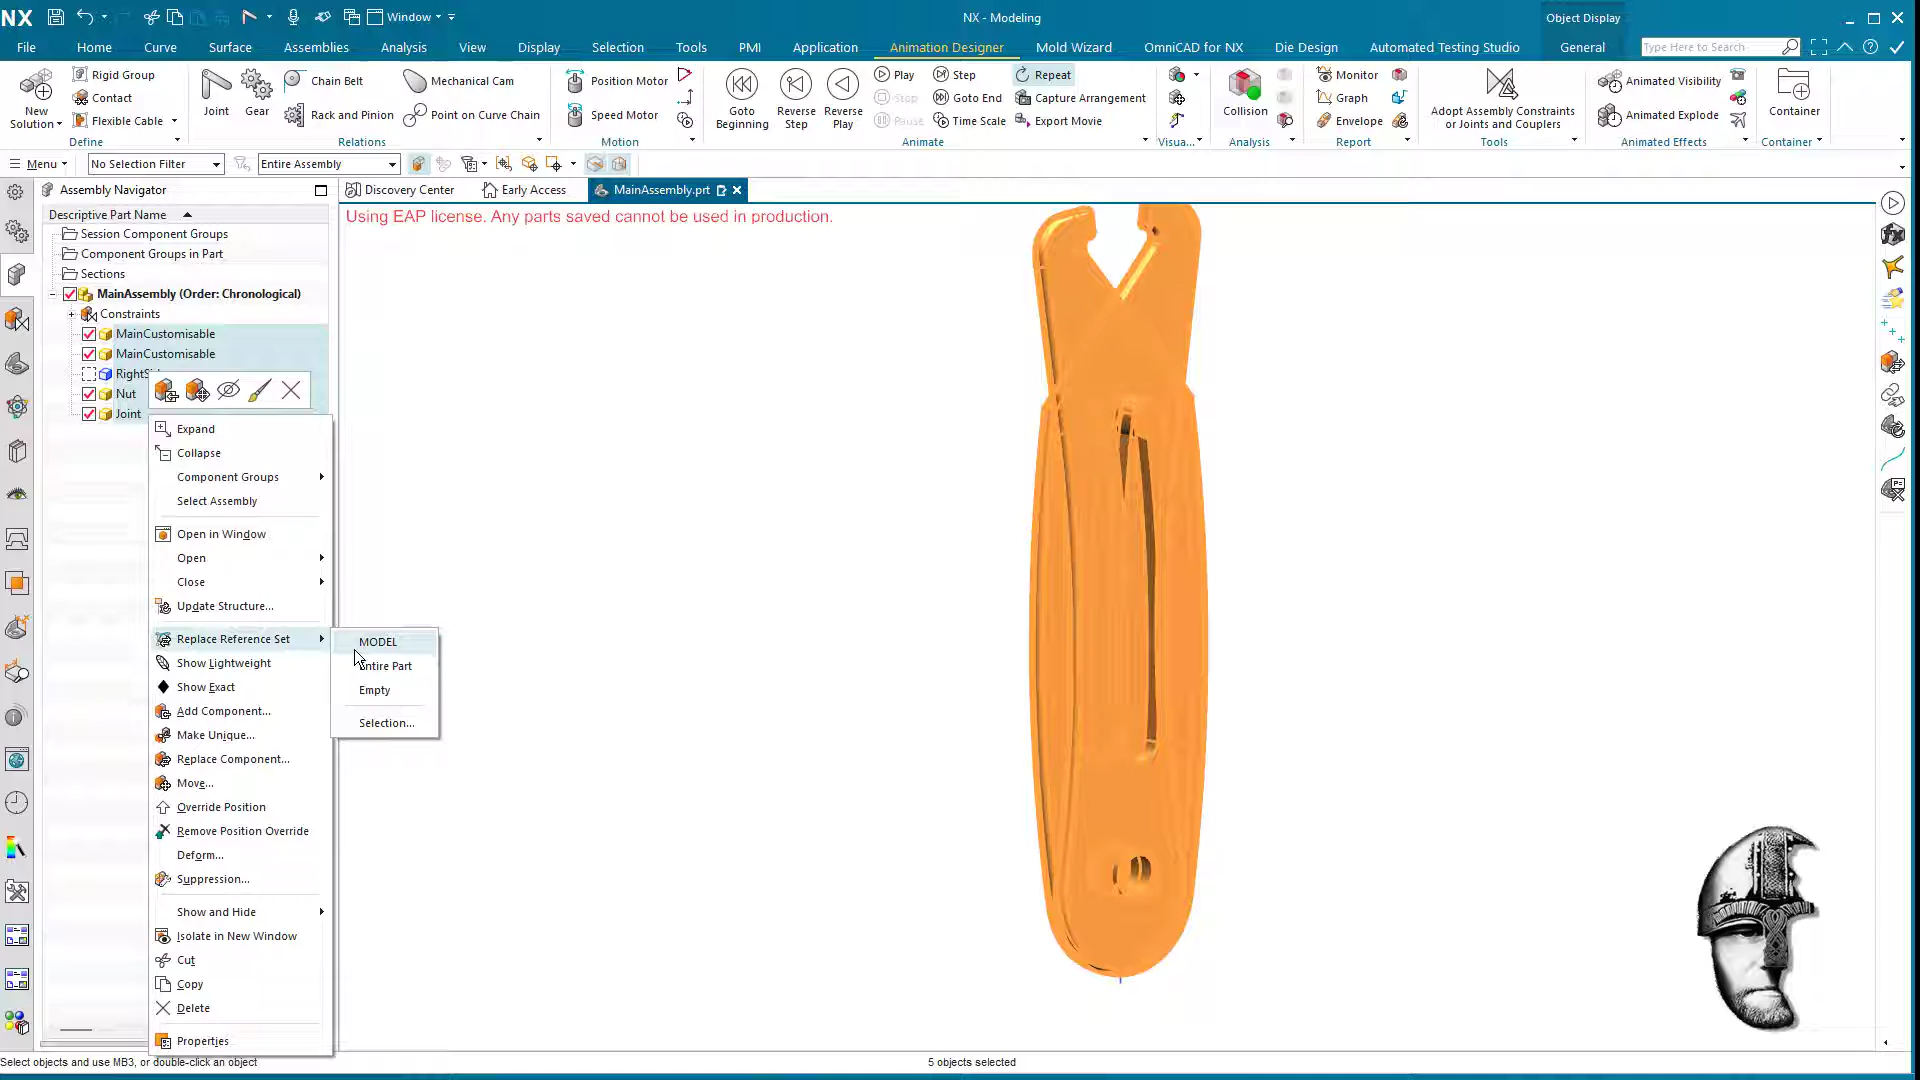 NX
Window
NX - Modeling
Object Display
File
Home
Curve
Surface
Assemblies
Analysis
View
Display
Selection
Tools
PMI
Application
Animation Designer
Mold Wizard
OmniCAD for NX
Die Design
Automated Testing Studio
General
Type Here to Search
New Solution
Rigid Group
Contact
Flexible Cable
Define
Joint
Gear
Chain Belt
Rack and Pinion
Mechanical Cam
Point on Curve Chain
Relations
Position Motor
Speed Motor
Motion
Goto Beginning
Reverse Step
Reverse Play
Play
Stop
Pause
Step
Goto End
Time Scale
Repeat
Capture Arrangement
Export Movie
Animate
Visua...
Collision
Analysis
Monitor
Graph
Envelope
Report
Adopt Assembly Constraints or Joints and Couplers
Tools
Animated Visibility
Animated Explode
Animated Effects
Container
Container
Menu
No Selection Filter
Entire Assembly
Assembly Navigator
Discovery Center
Early Access
MainAssembly.prt
Descriptive Part Name
Using EAP license. Any parts saved cannot be used in production.
Session Component Groups
Component Groups in Part
Sections
MainAssembly (Order: Chronological)
Constraints
MainCustomisable
MainCustomisable
Nut
Joint
Expand
Collapse
Component Groups
Select Assembly
Open in Window
Open
Close
Update Structure...
Replace Reference Set
MODEL
Entire Part
Empty
Selection...
Show Lightweight
Show Exact
Add Component...
Make Unique...
Replace Component...
Move...
Override Position
Remove Position Override
Deform...
Suppression...
Show and Hide
Isolate in New Window
Cut
Copy
Delete
Properties
Select objects and use MB3, or double-click an object
5 objects selected